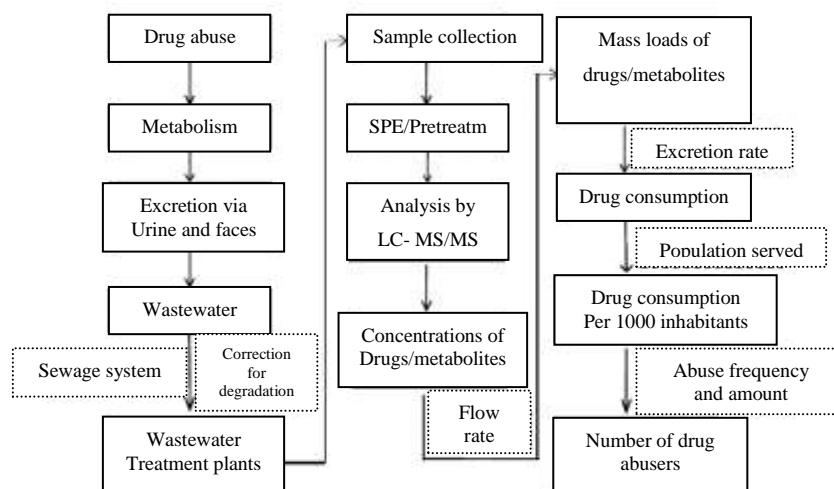 Drug abuse
Metabolism
Excretion via
Urine and faces
Wastewater
Sewage system
Correction
for
degradation
Wastewater
Treatment plants
Sample collection
SPE/Pretreatm
Analysis by
LC- MS/MS
Concentrations of
Drugs/metabolites
Flow
rate
Mass loads of
drugs/metabolites
Excretion rate
Drug consumption
Population served
Drug consumption
Per 1000 inhabitants
Abuse frequency
and amount
Number of drug
abusers